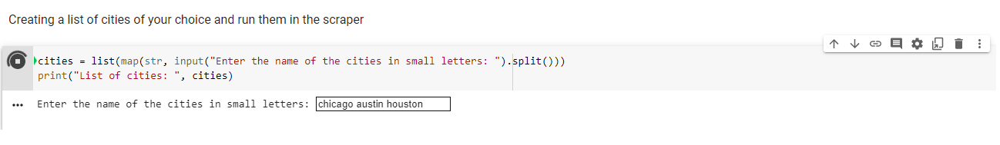 Creating a list of cities of your choice and run them in the scraper
cities = list(map(str, input("Enter the name of the cities in small letters: ").split()))
print("List of cities: ", cities)
Enter the name of the cities in small letters: chicago austin houston